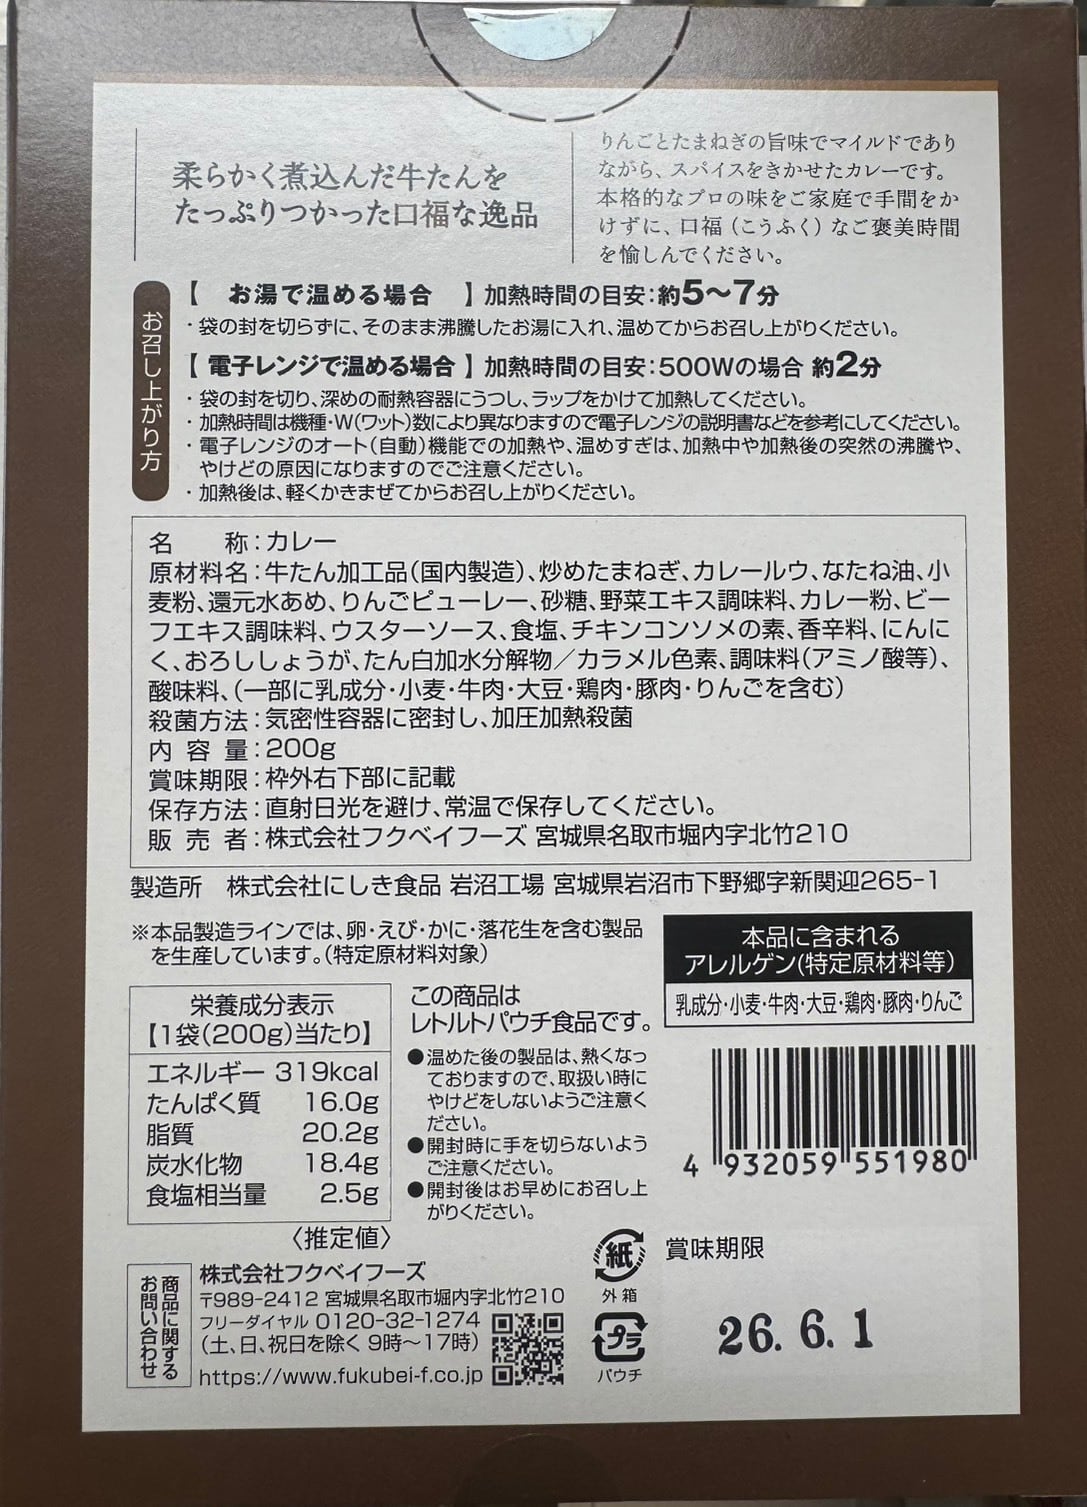 柔らかく煮込んだ牛たんを
たっぷりつかった口福な逸品
りんごとたまねぎの旨味でマイルドであり
ながら、スパイスをきかせたカレーです。
本格的なプロの味をご家庭で手間をか
けずに、口福（こうふく）なご褒美時間
を愉しんでください。
お召し上がり方
【 お湯で温める場合 】加熱時間の目安：約5〜7分
・袋の封を切らずに、そのまま沸騰したお湯に入れ、温めてからお召し上がりください。
【電子レンジで温める場合】加熱時間の目安：500Wの場合 約2分
・袋の封を切り、深めの耐熱容器にうつし、ラップをかけて加熱してください。
・加熱時間は機種・W（ワット）数により異なりますので電子レンジの説明書などを参考にしてください。
・電子レンジのオート（自動）機能での加熱や、温めすぎは、加熱中や加熱後の突然の沸騰や、
やけどの原因になりますのでご注意ください。
・加熱後は、軽くかきまぜてからお召し上がりください。
名 称：カレー
原材料名：牛たん加工品（国内製造）、炒めたまねぎ、カレールウ、なたね油、小
麦粉、還元水あめ、りんごピューレー、砂糖、野菜エキス調味料、カレー粉、ビー
フエキス調味料、ウスターソース、食塩、チキンコンソメの素、香辛料、にんに
く、おろししょうが、たん白加水分解物／カラメル色素、調味料（アミノ酸等）、
酸味料、（一部に乳成分・小麦・牛肉・大豆・鶏肉・豚肉・りんごを含む）
殺菌方法：気密性容器に密封し、加圧加熱殺菌
内 容 量：200g
賞味期限：枠外右下部に記載
保存方法：直射日光を避け、常温で保存してください。
販 売 者：株式会社フクベイフーズ 宮城県名取市堀内字北竹210
製造所 株式会社にしき食品 岩沼工場 宮城県岩沼市下野郷字新関迎265-1
※本品製造ラインでは、卵・えび・かに・落花生を含む製品
を生産しています。（特定原材料対象）
本品に含まれる
アレルゲン（特定原材料等）
乳成分・小麦・牛肉・大豆・鶏肉・豚肉・りんご
栄養成分表示
【1袋（200g）当たり】
エネルギー 319kcal
たんぱく質 16.0g
脂質 20.2g
炭水化物 18.4g
食塩相当量 2.5g
〈推定値〉
この商品は
レトルトパウチ食品です。
●温めた後の製品は、熱くなっ
ておりますので、取扱い時に
やけどをしないようご注意く
ださい。
●開封時に手を切らないよう
ご注意ください。
●開封後はお早めにお召し上
がりください。
4 932059 551980
紙
外箱
プラ
パウチ
賞味期限
26. 6. 1
商品に関する
お問い合わせ
株式会社フクベイフーズ
〒989-2412 宮城県名取市堀内字北竹210
フリーダイヤル 0120-32-1274
（土、日、祝日を除く 9時〜17時）
https://www.fukubei-f.co.jp